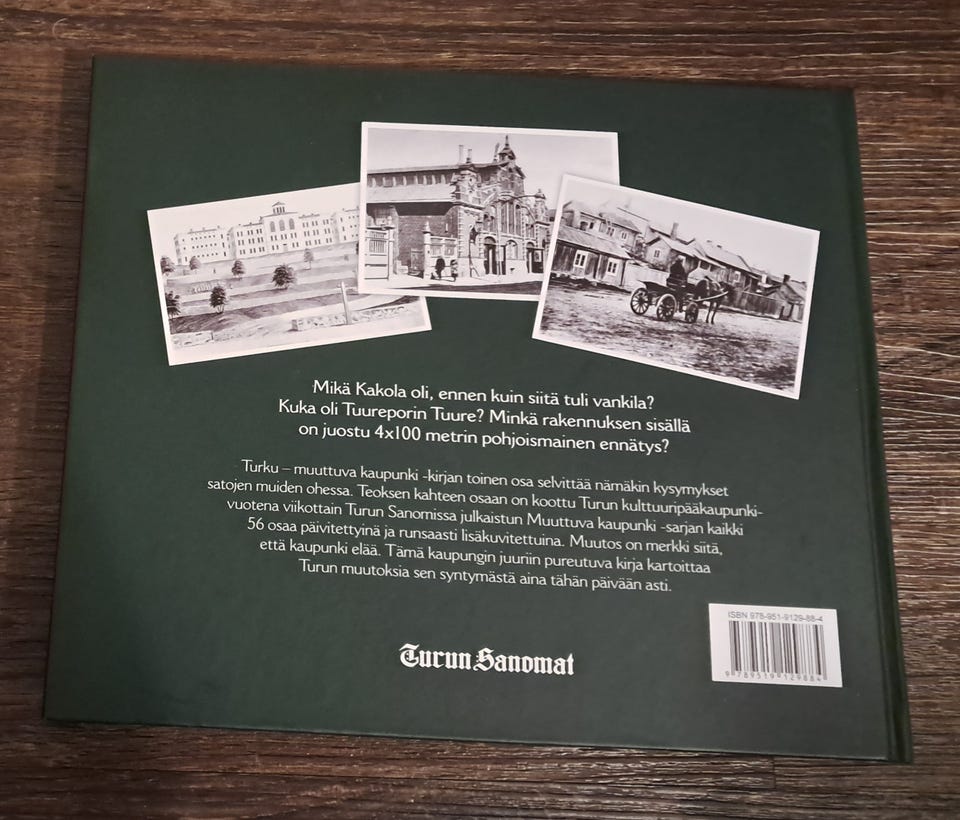 Mikä Kakola oli, ennen kuin siitä tuli vankila?
Kuka oli Tuureporin Tuure? Minkä rakennuksen sisällä
on juostu 4x100 metrin pohjoismainen ennätys?
Turku – muuttuva kaupunki -kirjan toinen osa selvittää nämäkin kysymykset
satojen muiden ohessa. Teoksen kahteen osaan on koottu Turun kulttuuripääkaupunki-
vuotena viikottain Turun Sanomissa julkaistun Muuttuva kaupunki -sarjan kaikki
56 osaa päivitettyinä ja runsaasti lisäkuvitettuina. Muutos on merkki siitä,
että kaupunki elää. Tämä kaupungin juuriin pureutuva kirja kartoittaa
Turun muutoksia sen syntymästä aina tähän päivään asti.
ISBN 978-951-9129-88-4
9 789519 129884
Turun Sanomat